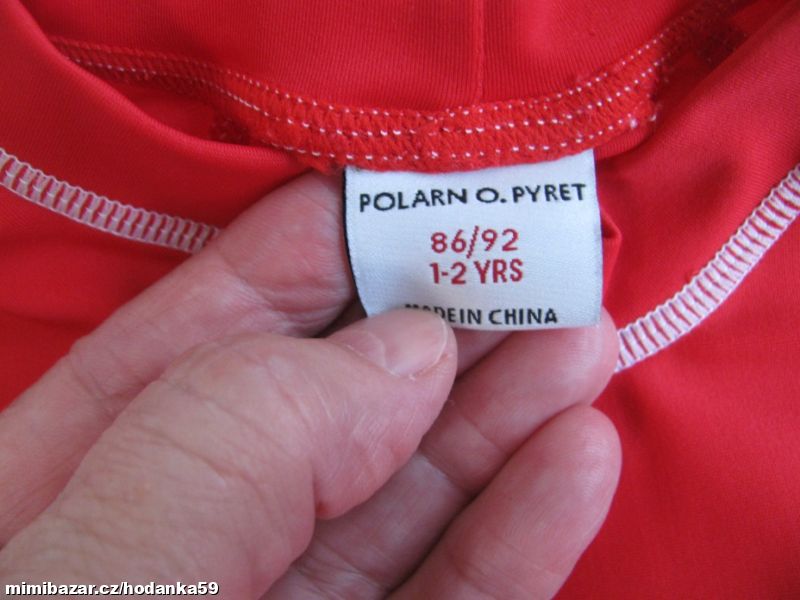 POLARN O. PYRET
86/92
1-2 YRS
MADE IN CHINA
mimibazar.cz/hodanka59